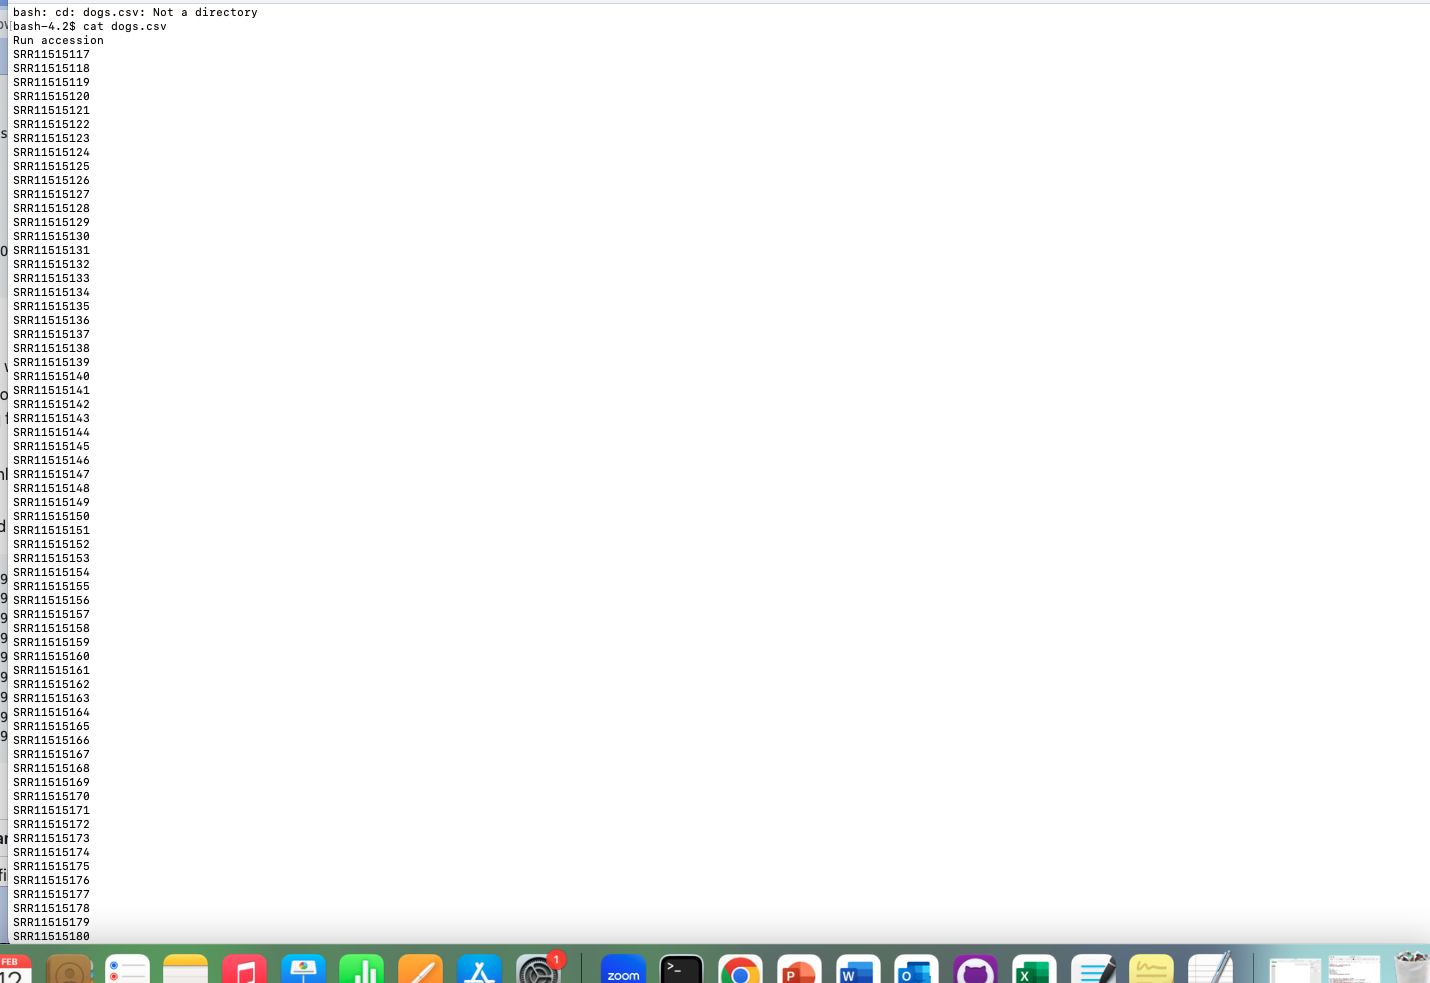 bash: cd: dogs.csv: Not a directory
[bash-4.2$ cat dogs.csv
Run accession
SRR11515117
SRR11515118
SRR11515119
SRR11515120
SRR11515121
SRR11515122
SRR11515123
SRR11515124
SRR11515125
SRR11515126
SRR11515127
SRR11515128
SRR11515129
SRR11515130
SRR11515131
SRR11515132
SRR11515133
SRR11515134
SRR11515135
SRR11515136
SRR11515137
SRR11515138
SRR11515139
SRR11515140
SRR11515141
SRR11515142
SRR11515143
SRR11515144
SRR11515145
SRR11515146
SRR11515147
SRR11515148
SRR11515149
SRR11515150
SRR11515151
SRR11515152
SRR11515153
SRR11515154
SRR11515155
SRR11515156
SRR11515157
SRR11515158
SRR11515159
SRR11515160
SRR11515161
SRR11515162
SRR11515163
SRR11515164
SRR11515165
SRR11515166
SRR11515167
SRR11515168
SRR11515169
SRR11515170
SRR11515171
SRR11515172
SRR11515173
SRR11515174
SRR11515175
SRR11515176
SRR11515177
SRR11515178
SRR11515179
SRR11515180
FEB
12
1
zoom
>_
P
W
O
X